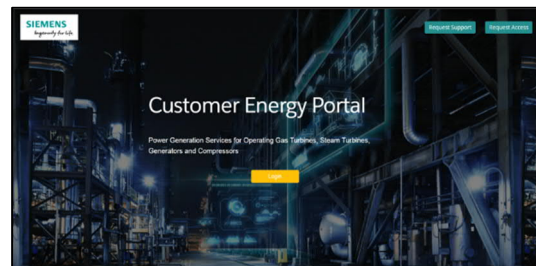 SIEMENS
Ingenuity for life
Request Support
Request Access
Customer Energy Portal
Power Generation Services for Operating Gas Turbines, Steam Turbines,
Generators and Compressors
Login